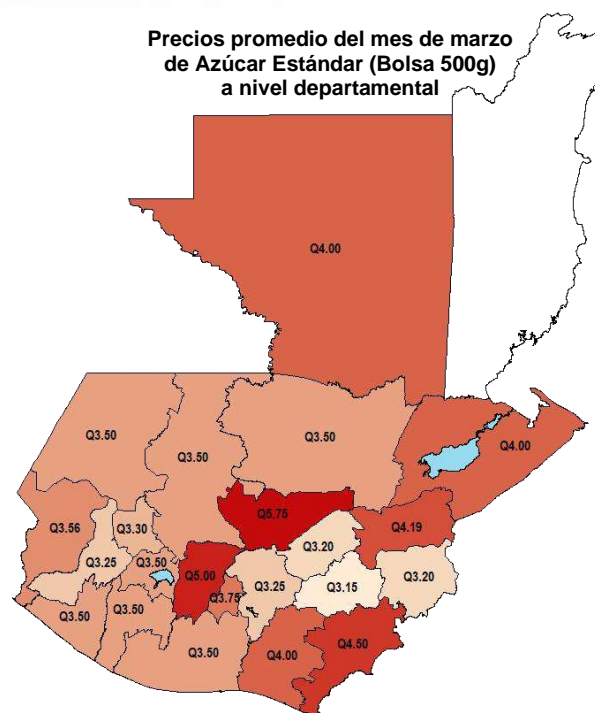 Precios promedio del mes de marzo
de Azúcar Estándar (Bolsa 500g)
a nivel departamental
Q4.00
Q3.50
Q3.50
Q3.50
Q4.00
Q5.75
Q4.19
Q3.56
Q3.30
Q3.20
Q3.25
Q3.50
Q5.00
Q3.20
Q3.75
Q3.25
Q3.15
Q3.50
Q3.50
Q3.50
Q4.00
Q4.50